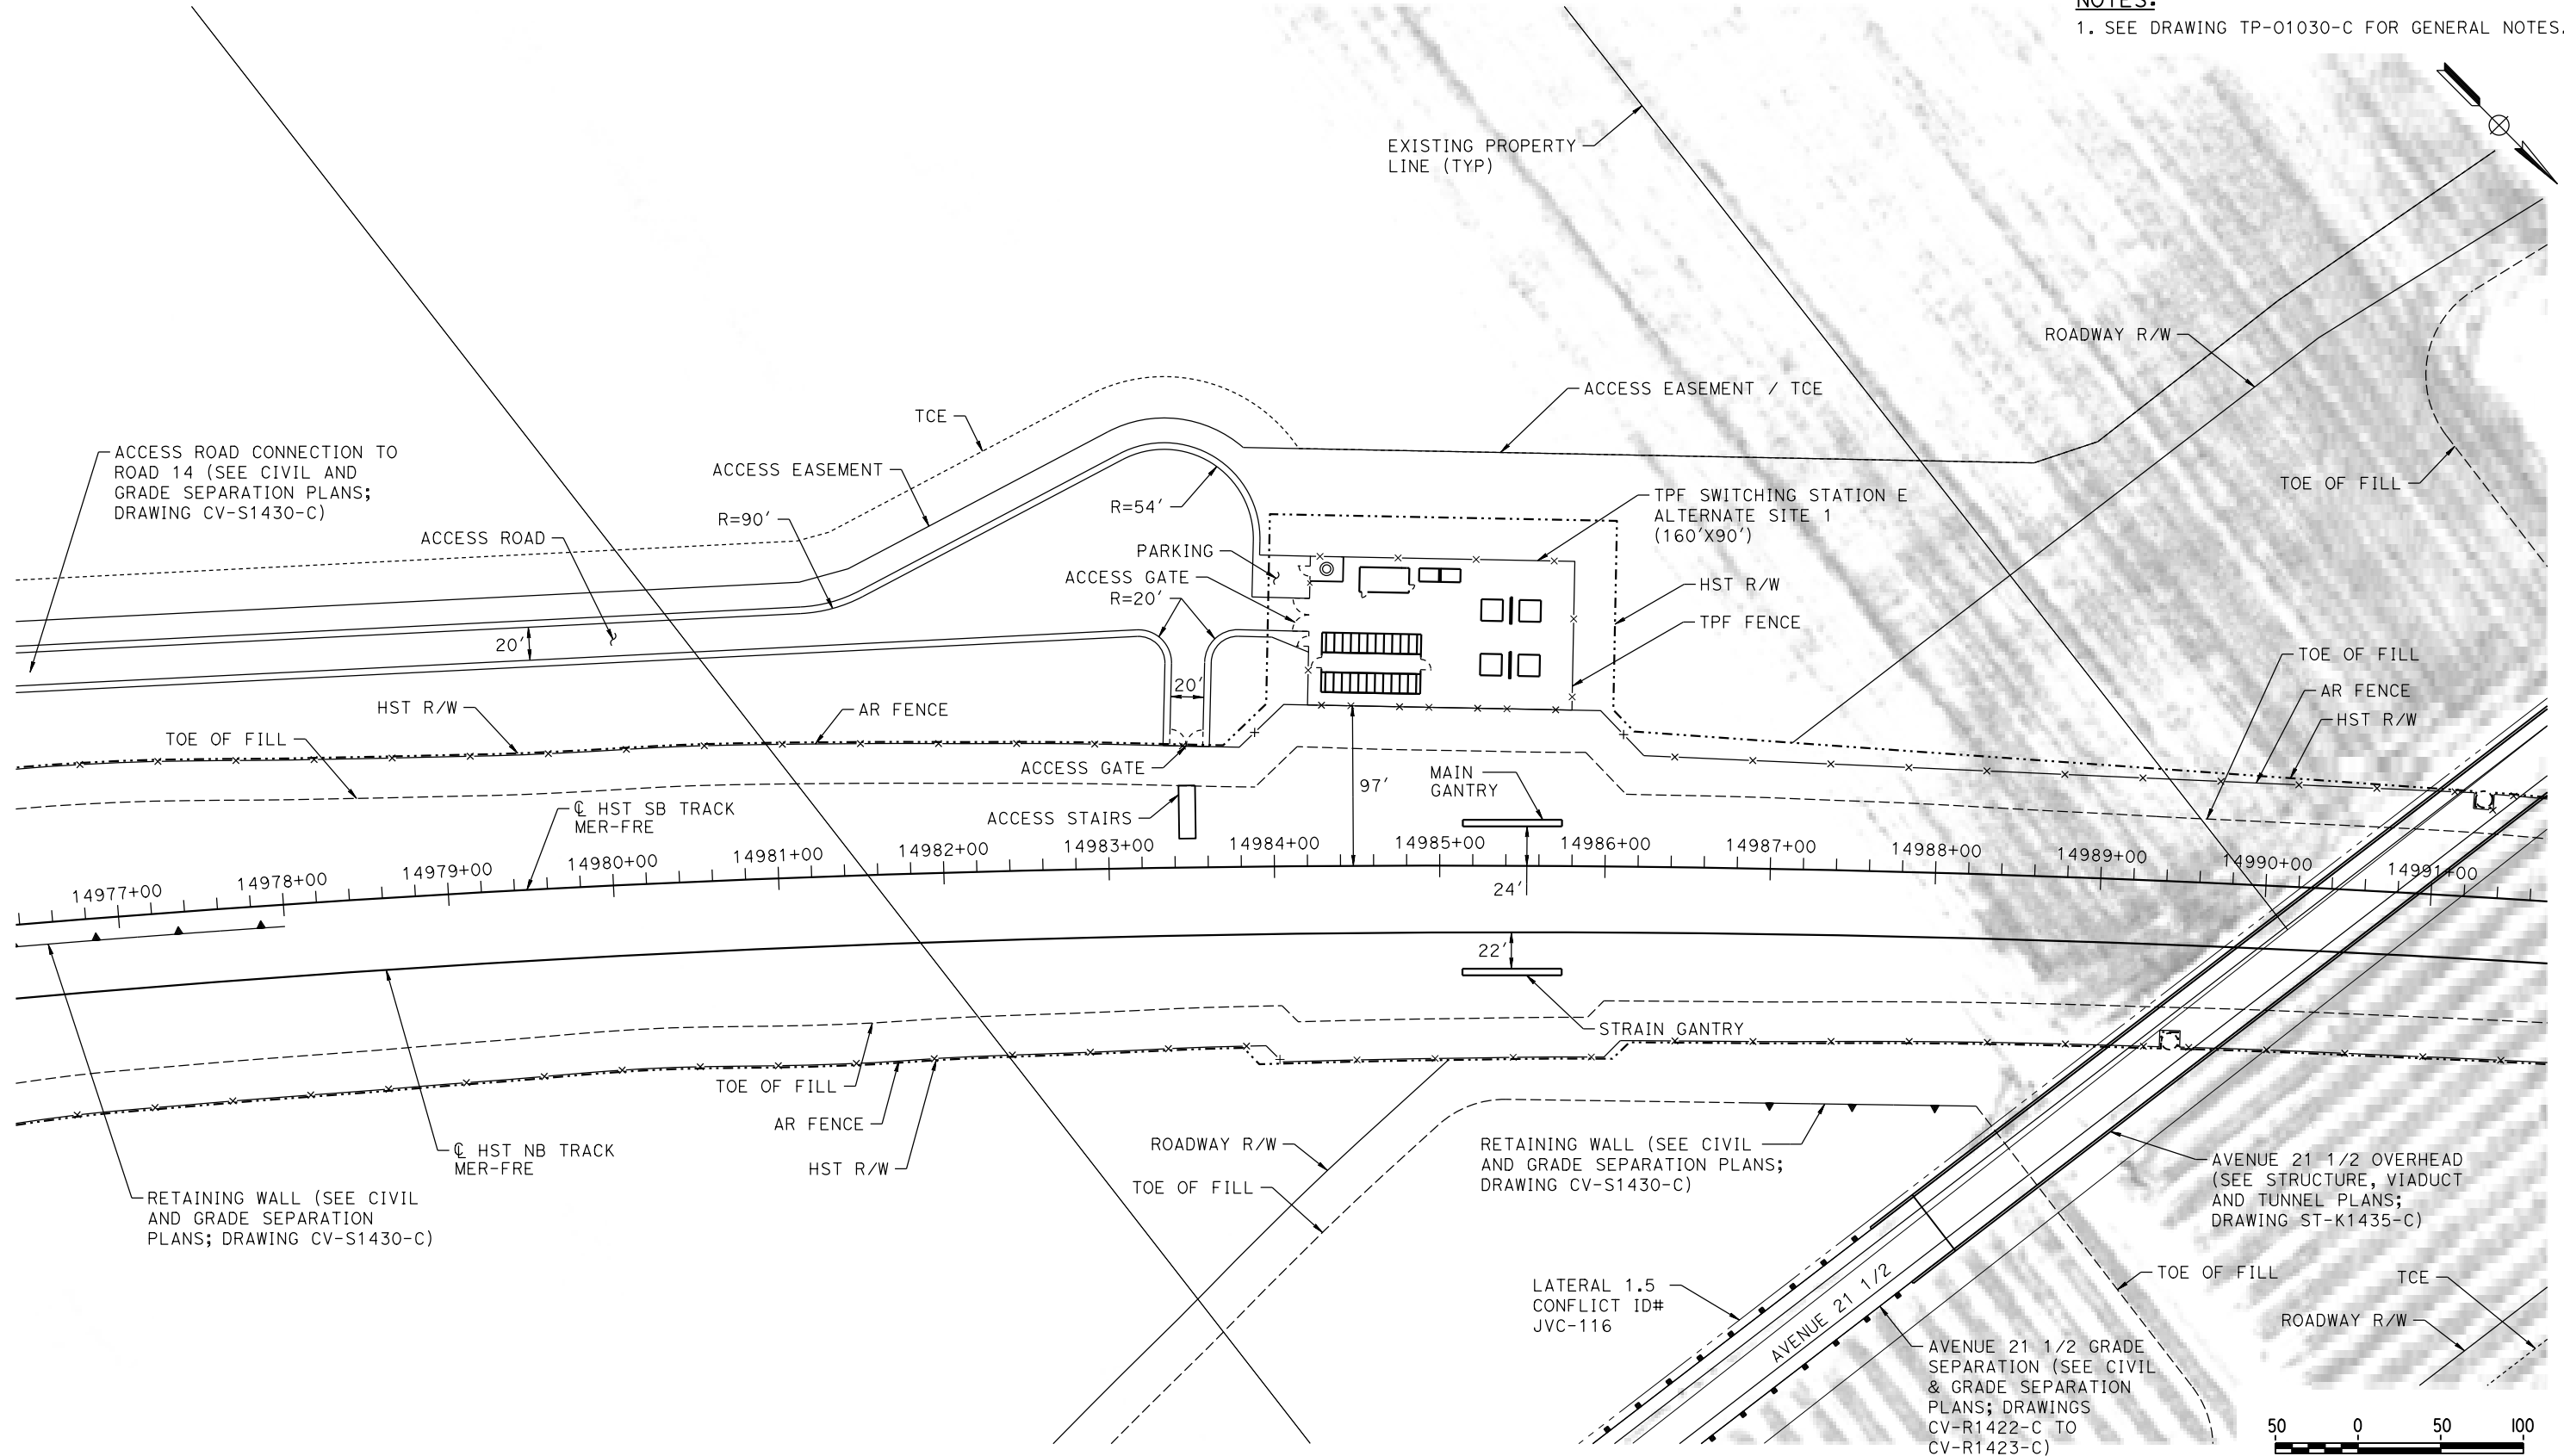 NOTES:
1. SEE DRAWING TP-01030-C FOR GENERAL NOTES.
EXISTING PROPERTY
LINE (TYP)
ROADWAY R/W
ACCESS EASEMENT / TCE
TCE
ACCESS ROAD CONNECTION TO
ROAD 14 (SEE CIVIL AND
GRADE SEPARATION PLANS;
DRAWING CV-S1430-C)
ACCESS EASEMENT
TOE OF FILL
R=54'
TPF SWITCHING STATION E
ALTERNATE SITE 1
(160'X90')
R=90'
ACCESS ROAD
PARKING
ACCESS GATE
R=20'
HST R/W
TPF FENCE
20'
TOE OF FILL
AR FENCE
HST R/W
20'
HST R/W
AR FENCE
TOE OF FILL
ACCESS GATE
MAIN
GANTRY
97'
℄ HST SB TRACK
MER-FRE
ACCESS STAIRS
14977+00
14978+00
14979+00
14980+00
14981+00
14982+00
14983+00
14984+00
14985+00
14986+00
14987+00
14988+00
14989+00
14990+00
14991+00
24'
22'
STRAIN GANTRY
TOE OF FILL
AR FENCE
HST R/W
℄ HST NB TRACK
MER-FRE
ROADWAY R/W
TOE OF FILL
RETAINING WALL (SEE CIVIL
AND GRADE SEPARATION PLANS;
DRAWING CV-S1430-C)
AVENUE 21 1/2 OVERHEAD
(SEE STRUCTURE, VIADUCT
AND TUNNEL PLANS;
DRAWING ST-K1435-C)
RETAINING WALL (SEE CIVIL
AND GRADE SEPARATION
PLANS; DRAWING CV-S1430-C)
LATERAL 1.5
CONFLICT ID#
JVC-116
AVENUE 21 1/2
TOE OF FILL
TCE
ROADWAY R/W
AVENUE 21 1/2 GRADE
SEPARATION (SEE CIVIL
& GRADE SEPARATION
PLANS; DRAWINGS
CV-R1422-C TO
CV-R1423-C)
50 0 50 100